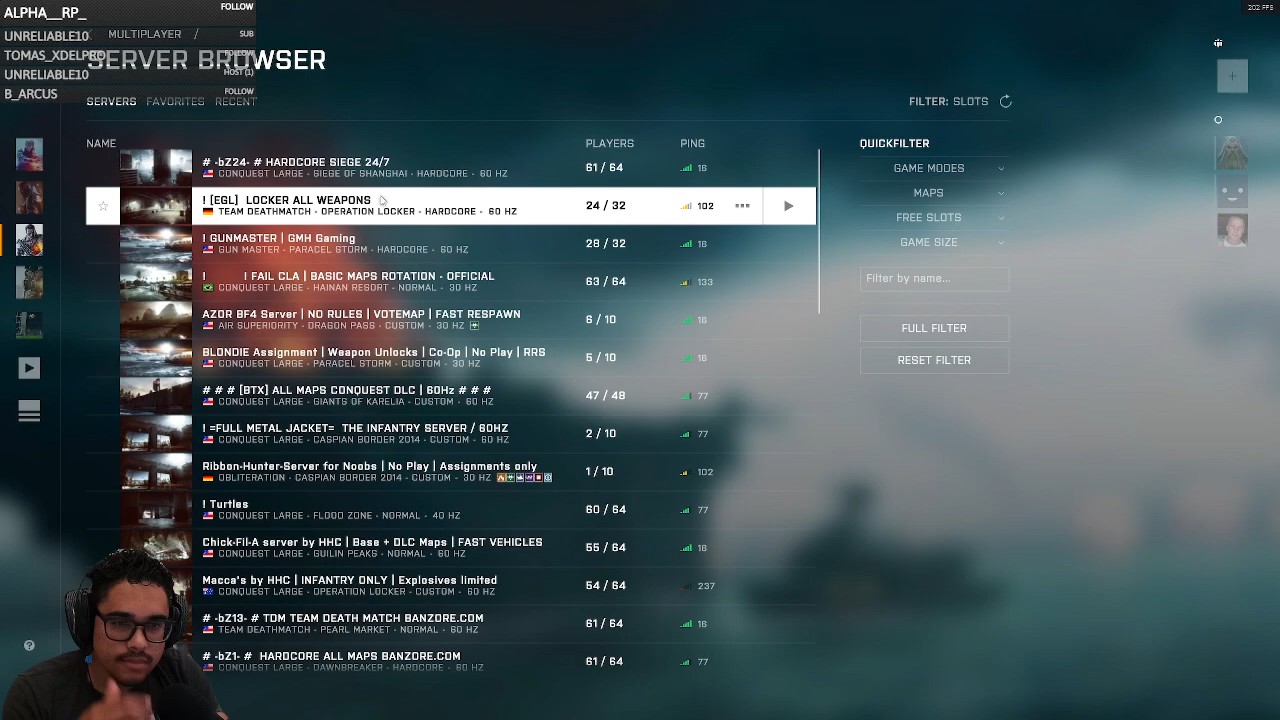 ALPHA__RP_ FOLLOW
UNRELIABLE10 SUB
TOMAS_XDELPRO FOLLOW
UNRELIABLE10 HOST (1)
B_ARCUS FOLLOW
202 FPS
MULTIPLAYER /
SERVER BROWSER
SERVERS FAVORITES RECENT
FILTER: SLOTS
NAME PLAYERS PING
# -bZ24- # HARDCORE SIEGE 24/7
CONQUEST LARGE - SIEGE OF SHANGHAI - HARDCORE - 60 HZ
61 / 64 16
! [EGL] LOCKER ALL WEAPONS
TEAM DEATHMATCH - OPERATION LOCKER - HARDCORE - 60 HZ
24 / 32 102
! GUNMASTER | GMH Gaming
GUN MASTER - PARACEL STORM - HARDCORE - 60 HZ
28 / 32 16
! FAIL CLA | BASIC MAPS ROTATION - OFFICIAL
CONQUEST LARGE - HAINAN RESORT - NORMAL - 30 HZ
63 / 64 133
AZOR BF4 Server | NO RULES | VOTEMAP | FAST RESPAWN
AIR SUPERIORITY - DRAGON PASS - CUSTOM - 30 HZ
6 / 10 16
BLONDIE Assignment | Weapon Unlocks | Co-Op | No Play | RRS
CONQUEST LARGE - PARACEL STORM - CUSTOM - 30 HZ
5 / 10 16
# # # [BTX] ALL MAPS CONQUEST DLC | 60Hz # # #
CONQUEST LARGE - GIANTS OF KARELIA - CUSTOM - 60 HZ
47 / 48 77
! =FULL METAL JACKET= THE INFANTRY SERVER / 60HZ
CONQUEST LARGE - CASPIAN BORDER 2014 - CUSTOM - 60 HZ
2 / 10 77
Ribbon-Hunter-Server for Noobs | No Play | Assignments only
OBLITERATION - CASPIAN BORDER 2014 - CUSTOM - 30 HZ
1 / 10 102
! Turtles
CONQUEST LARGE - FLOOD ZONE - NORMAL - 40 HZ
60 / 64 77
Chick-Fil-A server by HHC | Base + DLC Maps | FAST VEHICLES
CONQUEST LARGE - GUILIN PEAKS - NORMAL - 60 HZ
55 / 64 16
Macca's by HHC | INFANTRY ONLY | Explosives limited
CONQUEST LARGE - OPERATION LOCKER - CUSTOM - 60 HZ
54 / 64 237
# -bZ13- # TDM TEAM DEATH MATCH BANZORE.COM
TEAM DEATHMATCH - PEARL MARKET - NORMAL - 60 HZ
61 / 64 16
# -bZ1- # HARDCORE ALL MAPS BANZORE.COM
CONQUEST LARGE - DAWNBREAKER - HARDCORE - 60 HZ
61 / 64 77
QUICKFILTER
GAME MODES
MAPS
FREE SLOTS
GAME SIZE
Filter by name...
FULL FILTER
RESET FILTER